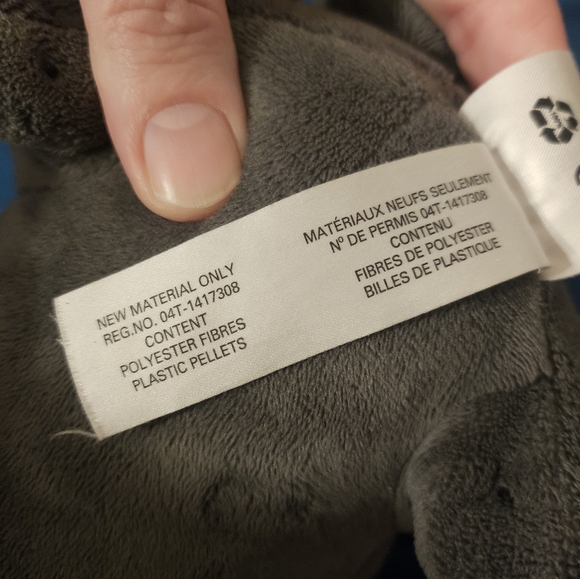 NEW MATERIAL ONLY
REG.NO. 04T-1417308
CONTENT
POLYESTER FIBRES
PLASTIC PELLETS
MATÉRIAUX NEUFS SEULEMENT
Nº DE PERMIS 04T-1417308
CONTENU
FIBRES DE POLYESTER
BILLES DE PLASTIQUE